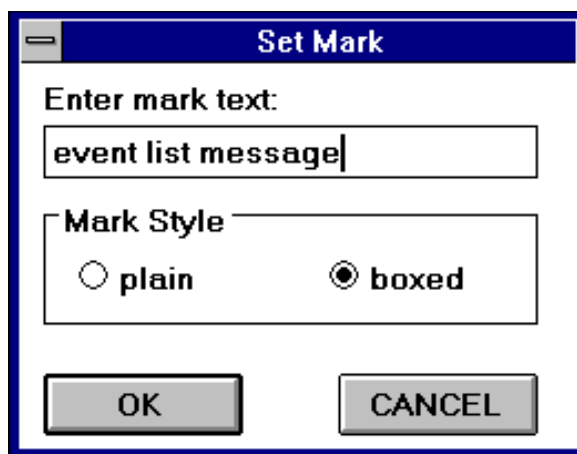 Set Mark
Enter mark text:
event list message
Mark Style
plain boxed
OK CANCEL